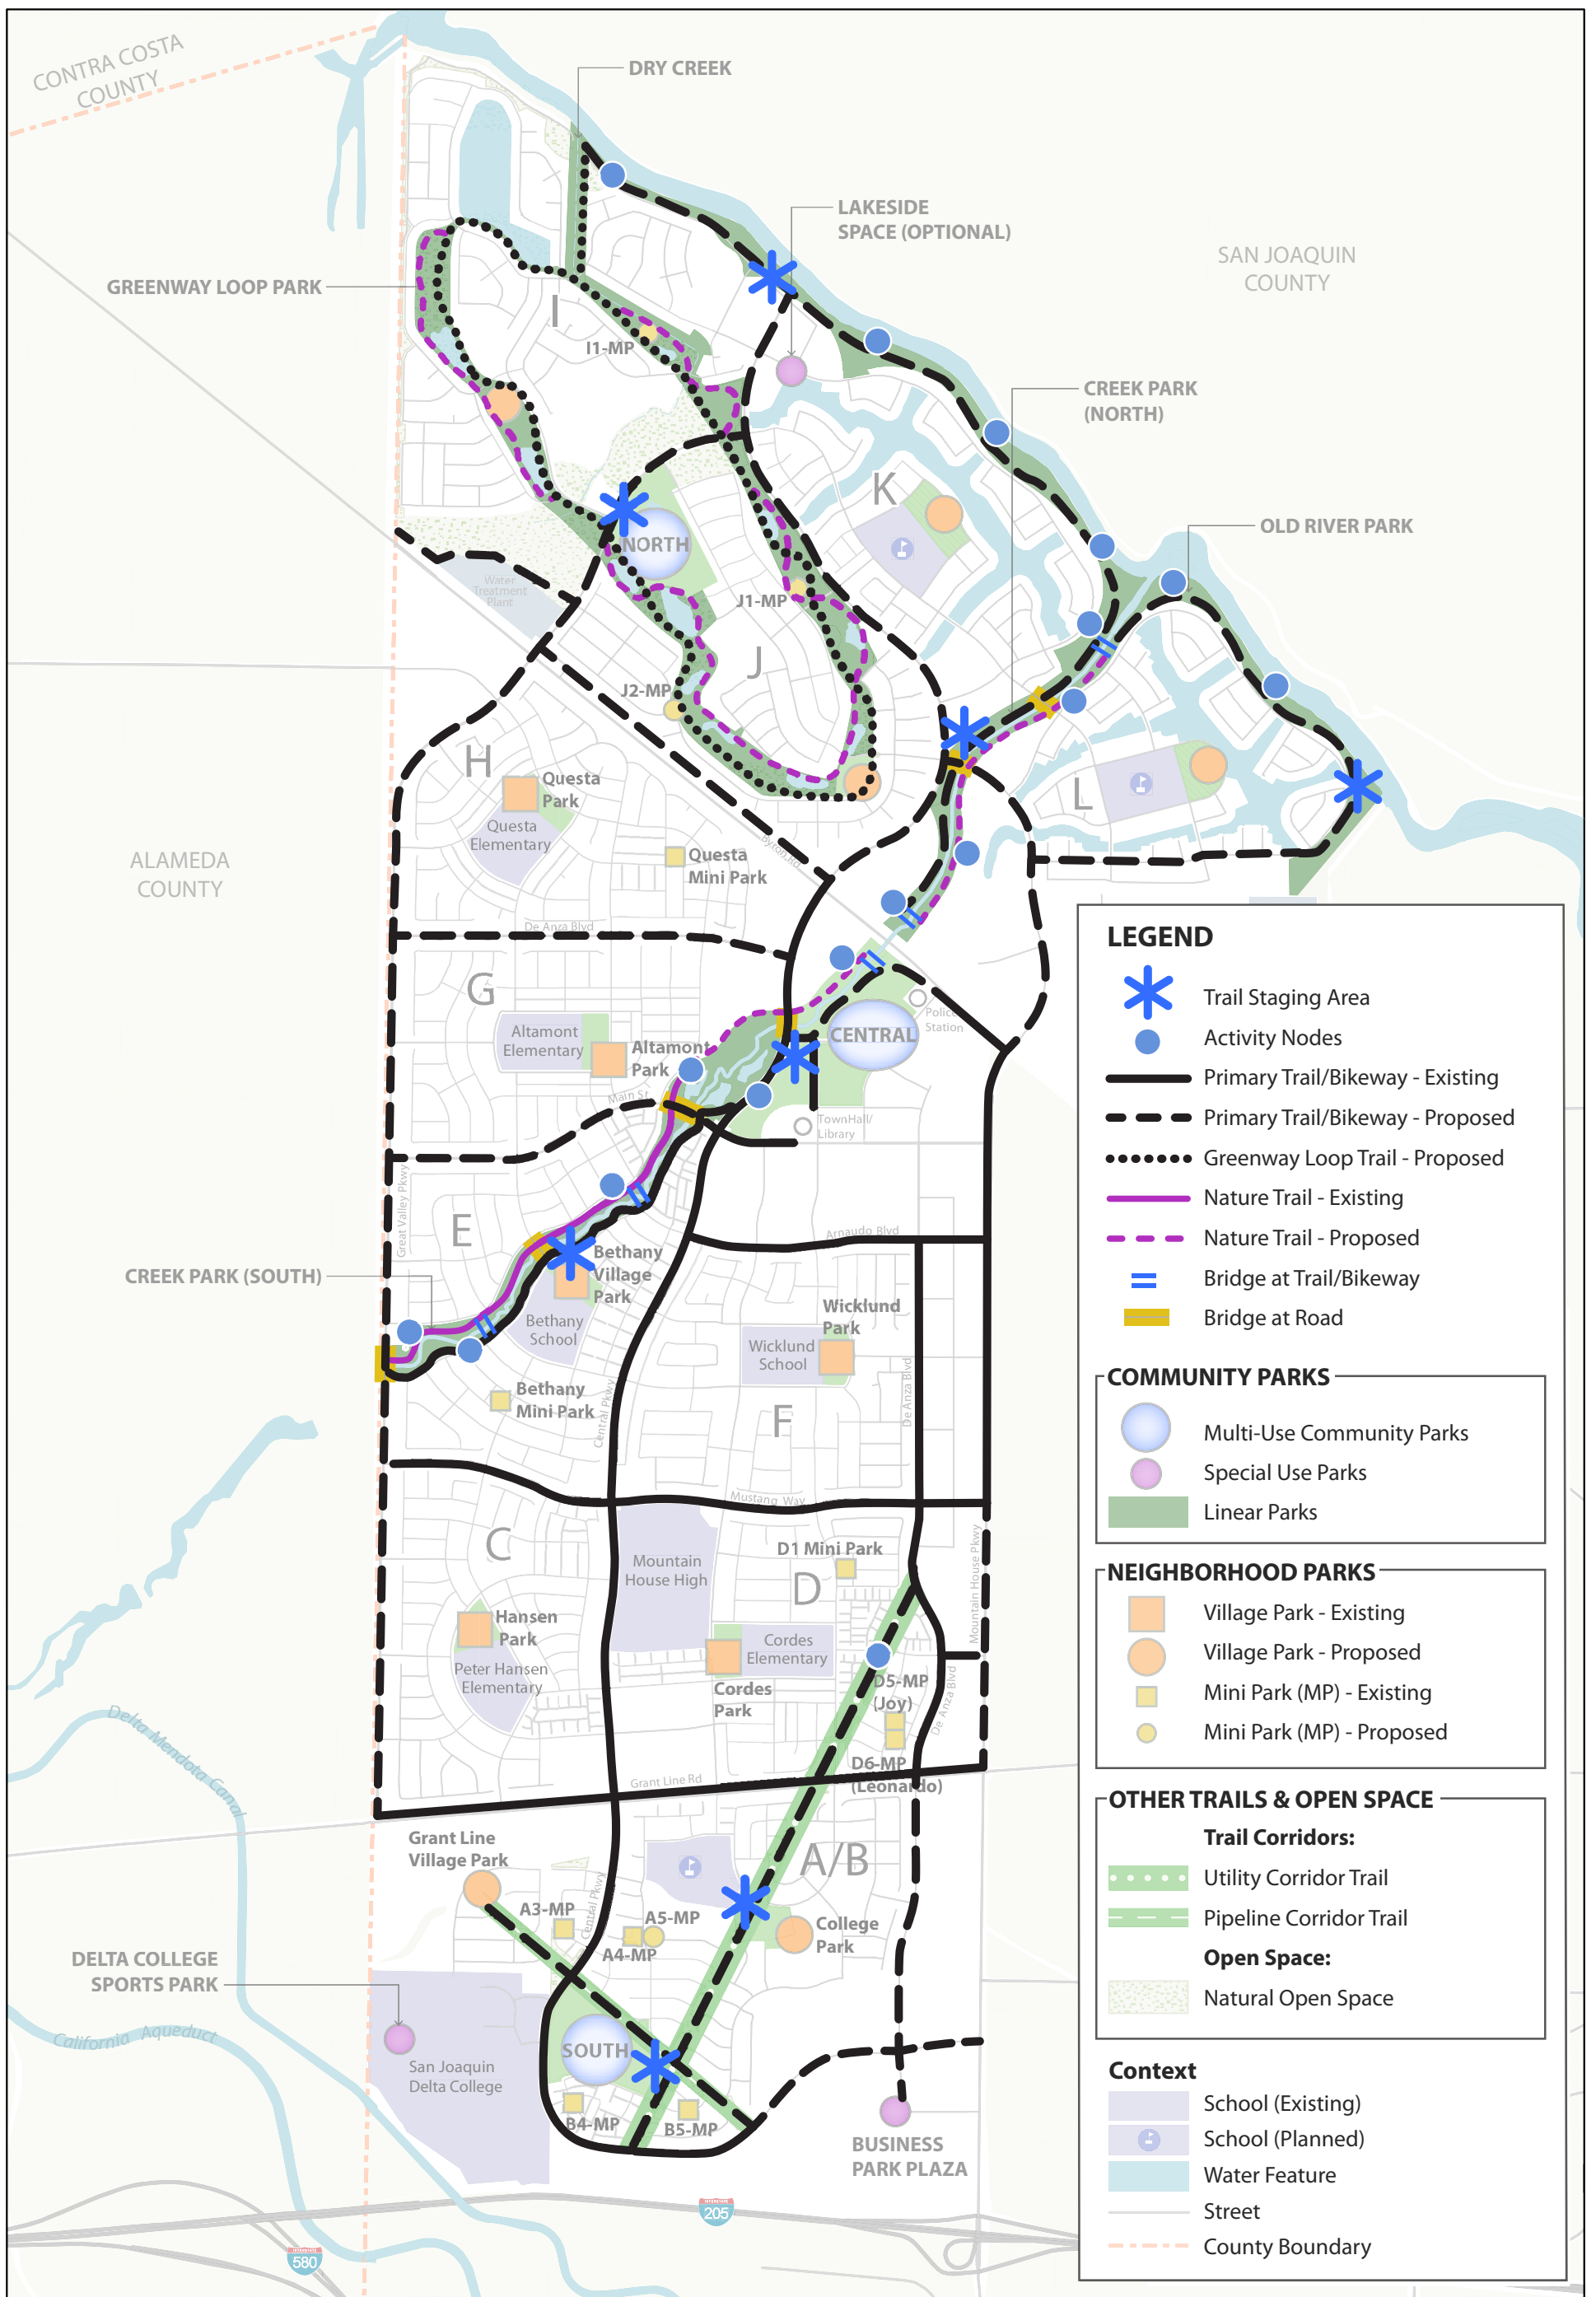 CONTRA COSTA
COUNTY
DRY CREEK
LAKESIDE
SPACE (OPTIONAL)
SAN JOAQUIN
COUNTY
GREENWAY LOOP PARK
I
I1-MP
CREEK PARK
(NORTH)
K
OLD RIVER PARK
NORTH
Water
Treatment
Plant
J1-MP
J
J2-MP
H
Questa
Park
Questa
Elementary
L
ALAMEDA
COUNTY
Byron Rd
Questa
Mini Park
De Anza Blvd
G
Altamont
Elementary
Altamont
Park
CENTRAL
Police
Station
Main St
TownHall/
Library
Great Valley Pkwy
E
Arnaudo Blvd
CREEK PARK (SOUTH)
Bethany
Village
Park
Bethany
School
Wicklund
Park
Wicklund
School
De Anza Blvd
Bethany
Mini Park
Central Pkwy
F
Mustang Way
C
Mountain
House High
D1 Mini Park
D
Mountain House Pkwy
Hansen
Park
Peter Hansen
Elementary
Cordes
Elementary
Cordes
Park
D5-MP
(Joy)
De Anza Blvd
D6-MP
(Leonardo)
Delta Mendota Canal
Grant Line Rd
Grant Line
Village Park
A/B
Central Pkwy
A3-MP
A5-MP
A4-MP
College
Park
DELTA COLLEGE
SPORTS PARK
California Aqueduct
San Joaquin
Delta College
SOUTH
B4-MP
B5-MP
BUSINESS
PARK PLAZA
205
580
LEGEND
Trail Staging Area
Activity Nodes
Primary Trail/Bikeway - Existing
Primary Trail/Bikeway - Proposed
Greenway Loop Trail - Proposed
Nature Trail - Existing
Nature Trail - Proposed
Bridge at Trail/Bikeway
Bridge at Road
COMMUNITY PARKS
Multi-Use Community Parks
Special Use Parks
Linear Parks
NEIGHBORHOOD PARKS
Village Park - Existing
Village Park - Proposed
Mini Park (MP) - Existing
Mini Park (MP) - Proposed
OTHER TRAILS & OPEN SPACE
Trail Corridors:
Utility Corridor Trail
Pipeline Corridor Trail
Open Space:
Natural Open Space
Context
School (Existing)
School (Planned)
Water Feature
Street
County Boundary